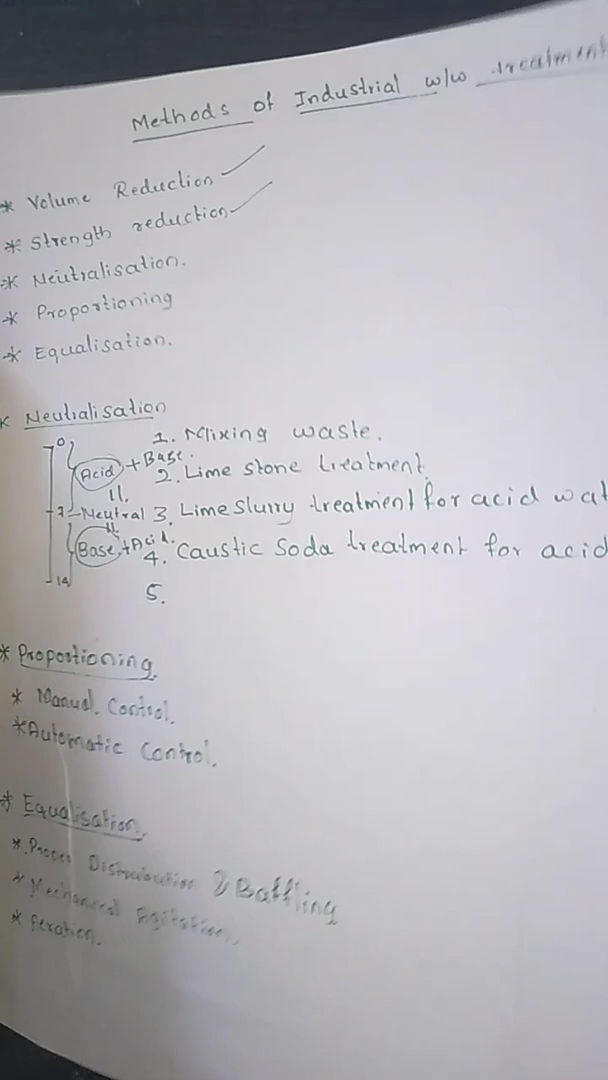 Methods of Industrial w/w treatment
* Volume Reduction
* Strength reduction
* Neutralisation.
* Proportioning
* Equalisation.
* Neutralisation
0
1. Mixing waste.
Acid + Base.
2. Lime stone treatment
7 - Neutral 3. Lime Slurry treatment for acid wat
Base + Acid.
4. Caustic Soda treatment for acid
14
5.
* Propostioning.
* Manual. Control.
* Automatic Control.
* Equalisation.
* Proper Distribution & Baffling
* Mechanical Agitation.
* Aeration.